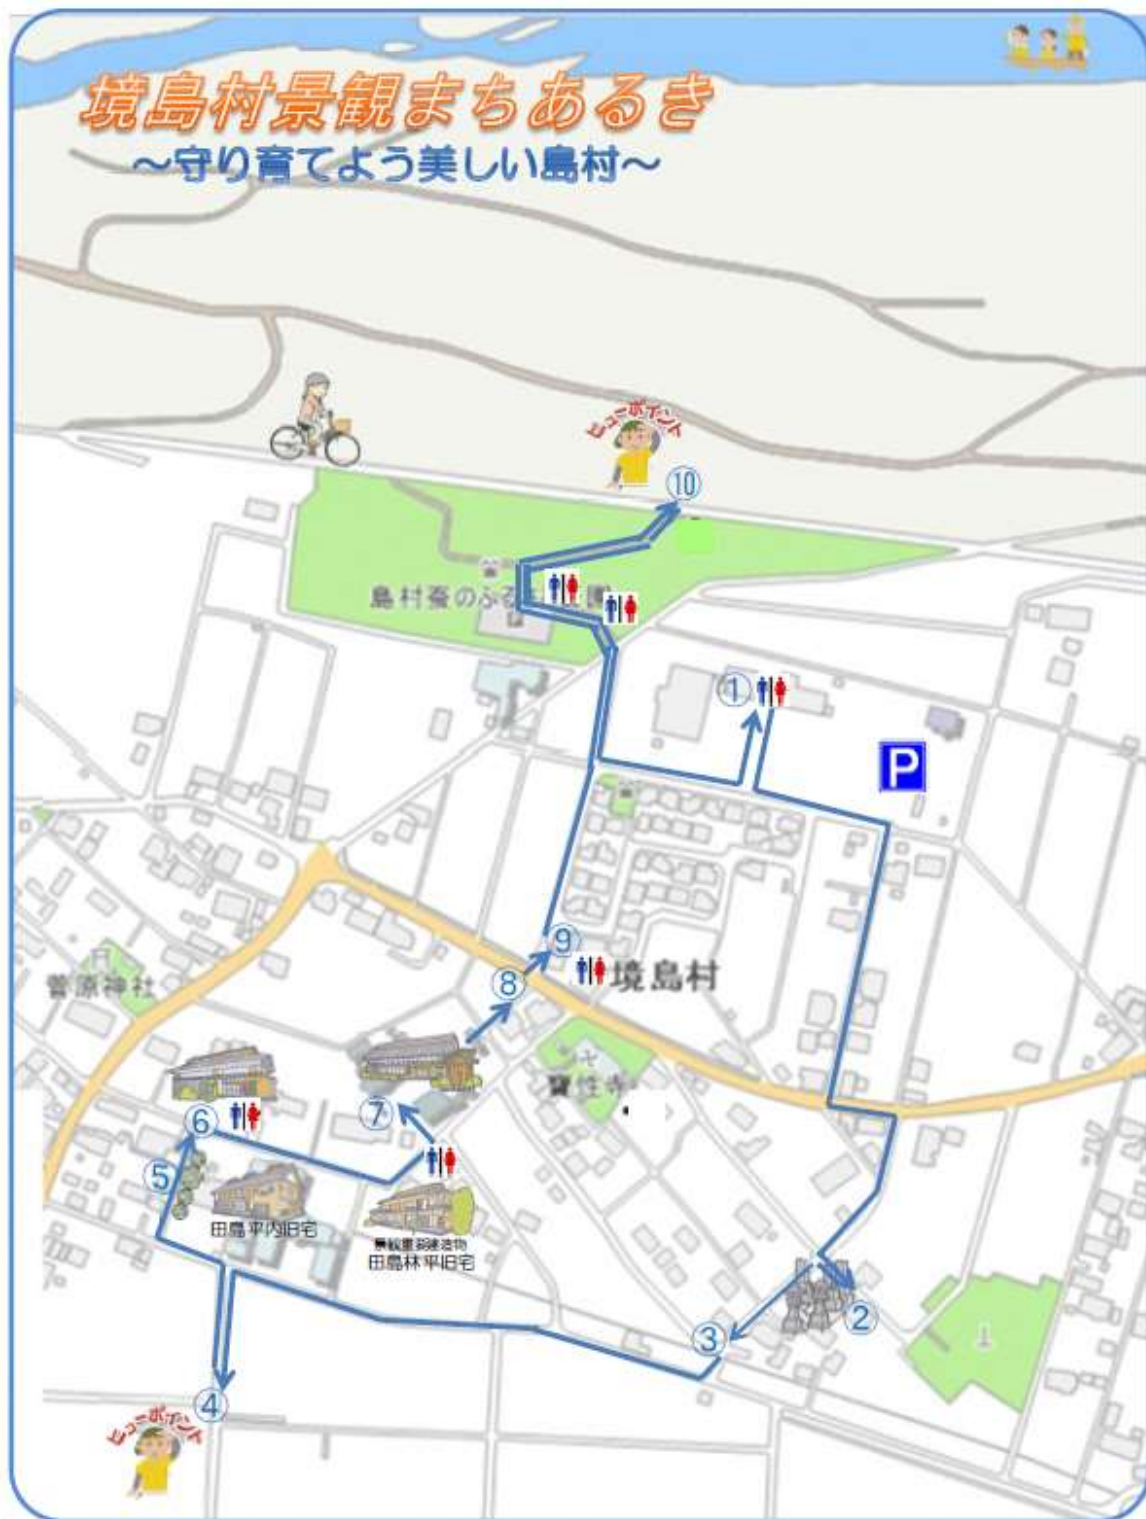 境島村景観まちあるき
～守り育てよう美しい島村～
ビューポイント
⑩
島村蚕のふる
園
①
P
⑨
境島村
⑧
菅原神社
寶性寺
⑦
⑥
⑤
田島平内旧宅
景観重要建造物
田島林平旧宅
②
③
④
ビューポイント